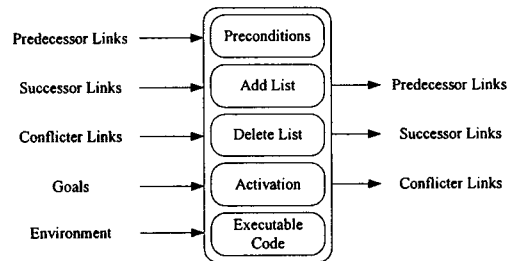 Predecessor Links
Preconditions
Successor Links
Add List
Predecessor Links
Conflicter Links
Delete List
Successor Links
Goals
Activation
Conflicter Links
Environment
Executable
Code